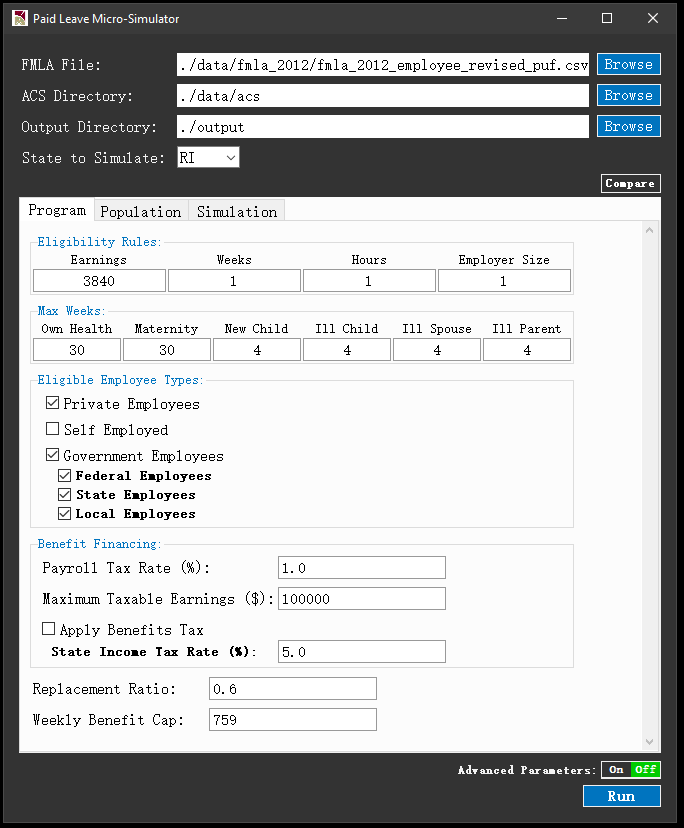 Paid Leave Micro-Simulator
FMLA File: ./data/fmla_2012/fmla_2012_employee_revised_puf.csv Browse
ACS Directory: ./data/acs Browse
Output Directory: ./output Browse
State to Simulate: RI
Compare
Program Population Simulation
Eligibility Rules:
Earnings Weeks Hours Employer Size
3840 1 1 1
Max Weeks:
Own Health Maternity New Child Ill Child Ill Spouse Ill Parent
30 30 4 4 4 4
Eligible Employee Types:
Private Employees
Self Employed
Government Employees
Federal Employees
State Employees
Local Employees
Benefit Financing:
Payroll Tax Rate (%): 1.0
Maximum Taxable Earnings ($): 100000
Apply Benefits Tax
State Income Tax Rate (%): 5.0
Replacement Ratio: 0.6
Weekly Benefit Cap: 759
Advanced Parameters: On Off
Run